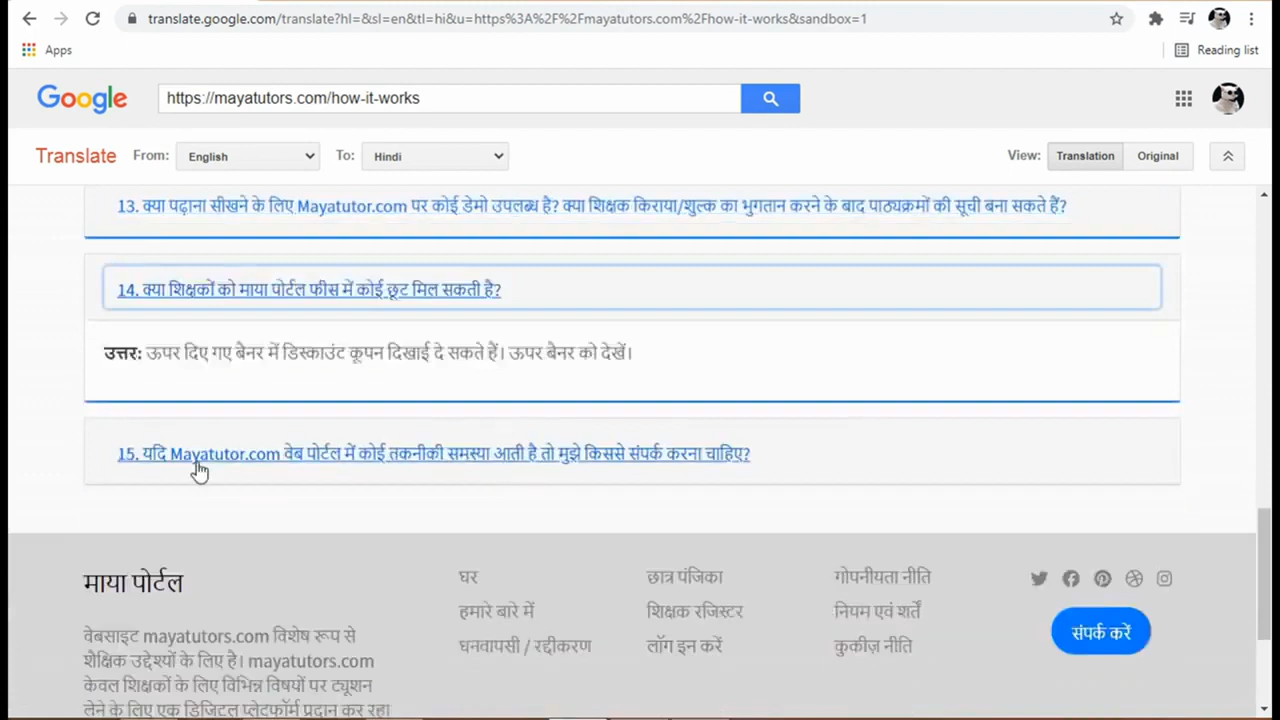 translate.google.com/translate?hl=&sl=en&tl=hi&u=https%3A%2F%2Fmayatutors.com%2Fhow-it-works&sandbox=1
Apps
Reading list
Google
https://mayatutors.com/how-it-works
Translate From: English To: Hindi View: Translation Original
13. क्या पढ़ाना सीखने के लिए Mayatutor.com पर कोई डेमो उपलब्ध है? क्या शिक्षक किराया/शुल्क का भुगतान करने के बाद पाठ्यक्रमों की सूची बना सकते हैं?
14. क्या शिक्षकों को माया पोर्टल फीस में कोई छूट मिल सकती है?
उत्तर: ऊपर दिए गए बैनर में डिस्काउंट कूपन दिखाई दे सकते हैं। ऊपर बैनर को देखें।
15. यदि Mayatutor.com वेब पोर्टल में कोई तकनीकी समस्या आती है तो मुझे किससे संपर्क करना चाहिए?
माया पोर्टल
वेबसाइट mayatutors.com विशेष रूप से
शैक्षिक उद्देश्यों के लिए है। mayatutors.com
केवल शिक्षकों के लिए विभिन्न विषयों पर ट्यूशन
लेने के लिए एक डिजिटल प्लेटफॉर्म प्रदान कर रहा
घर
हमारे बारे में
धनवापसी / रद्दीकरण
छात्र पंजिका
शिक्षक रजिस्टर
लॉग इन करें
गोपनीयता नीति
नियम एवं शर्तें
कुकीज़ नीति
संपर्क करें